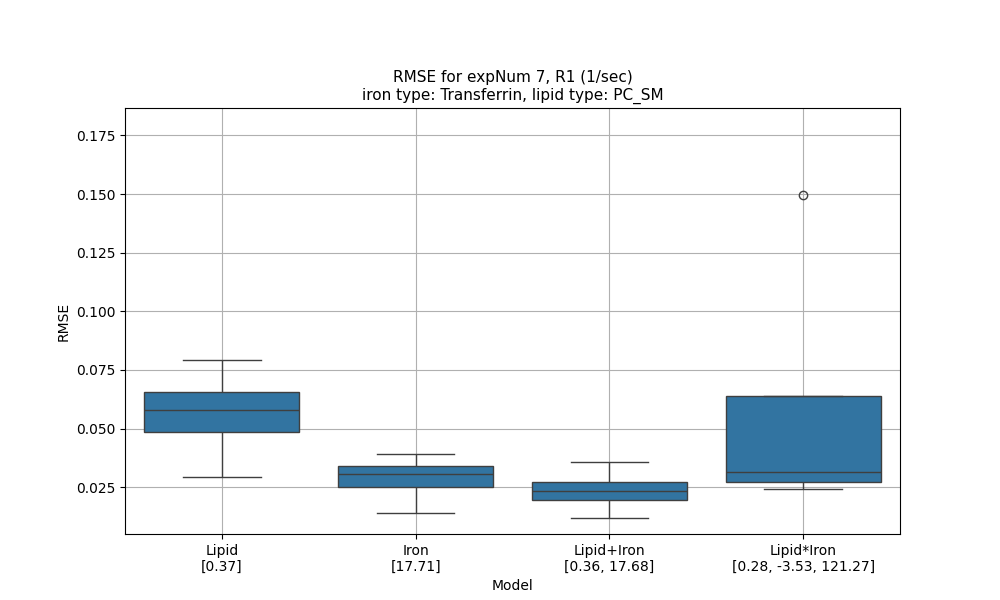 RMSE for expNum 7, R1 (1/sec)
iron type: Transferrin, lipid type: PC_SM
0.175
0.150
0.125
0.100
0.075
0.050
0.025
RMSE
Lipid
[0.37]
Iron
[17.71]
Lipid+Iron
[0.36, 17.68]
Lipid*Iron
[0.28, -3.53, 121.27]
Model